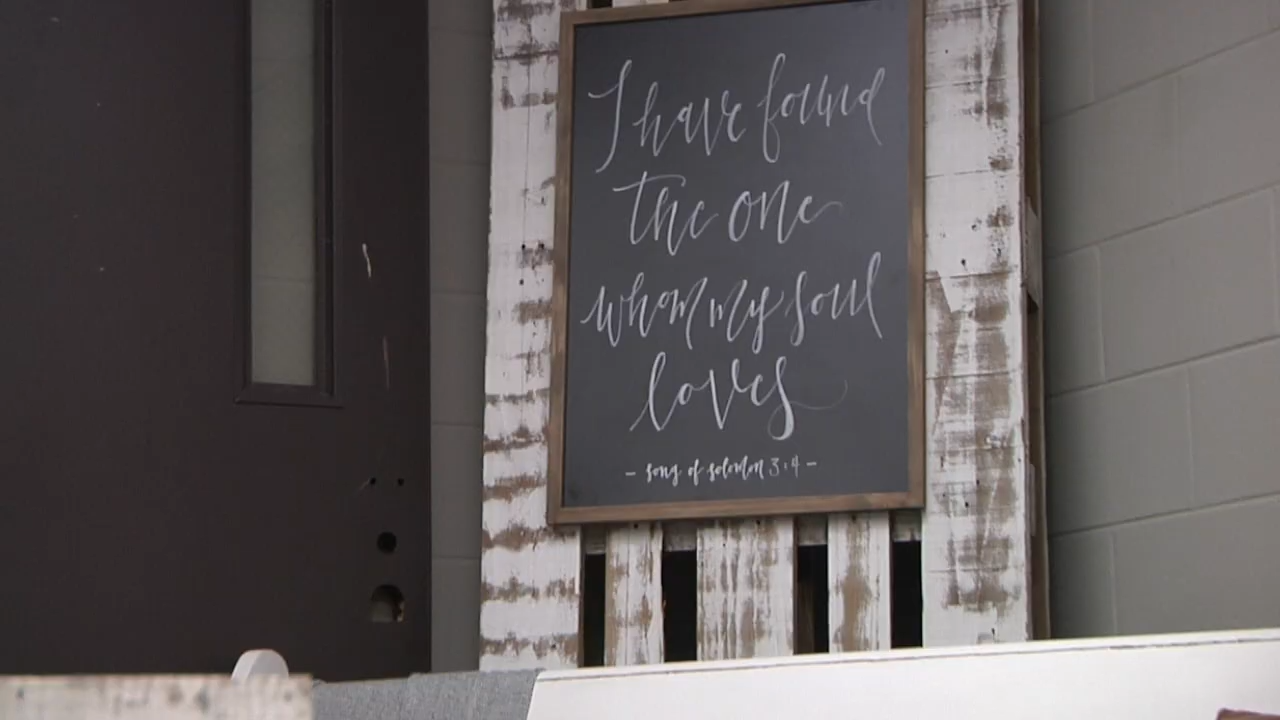 I have found
the one
whom my soul
loves
- song of solomon 3:4 -